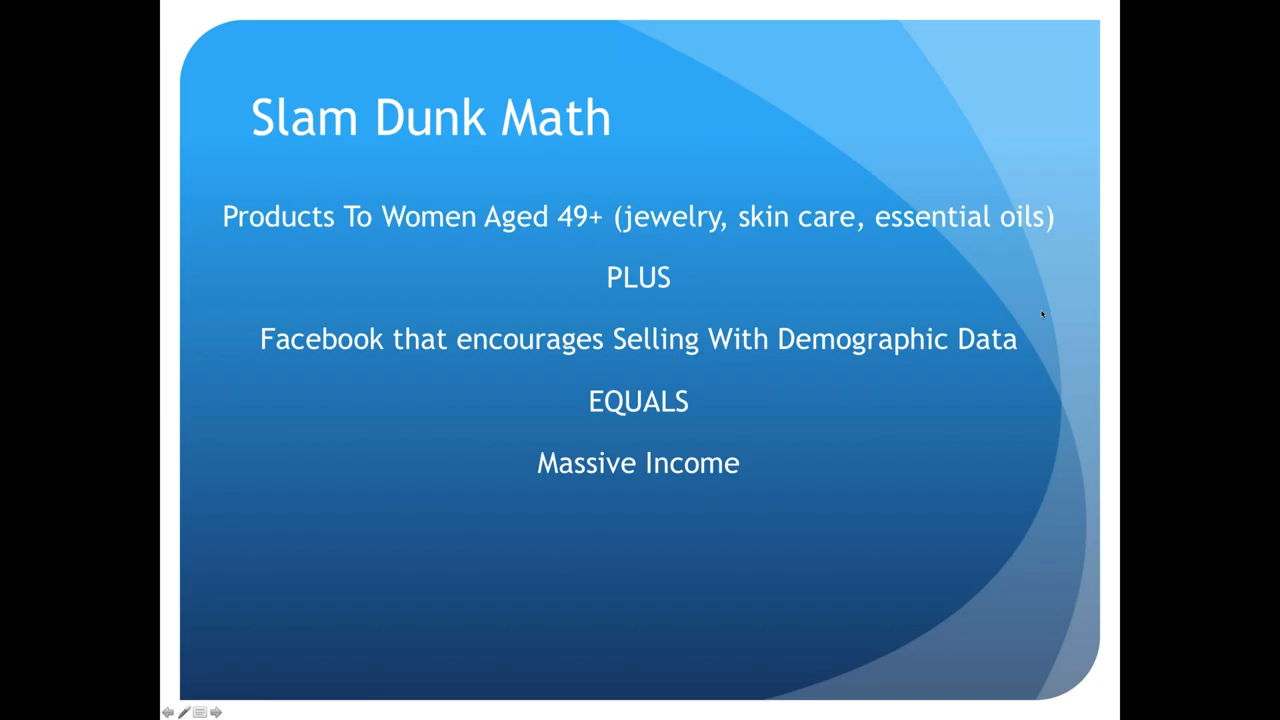 Slam Dunk Math
Products To Women Aged 49+ (jewelry, skin care, essential oils)
PLUS
Facebook that encourages Selling With Demographic Data
EQUALS
Massive Income